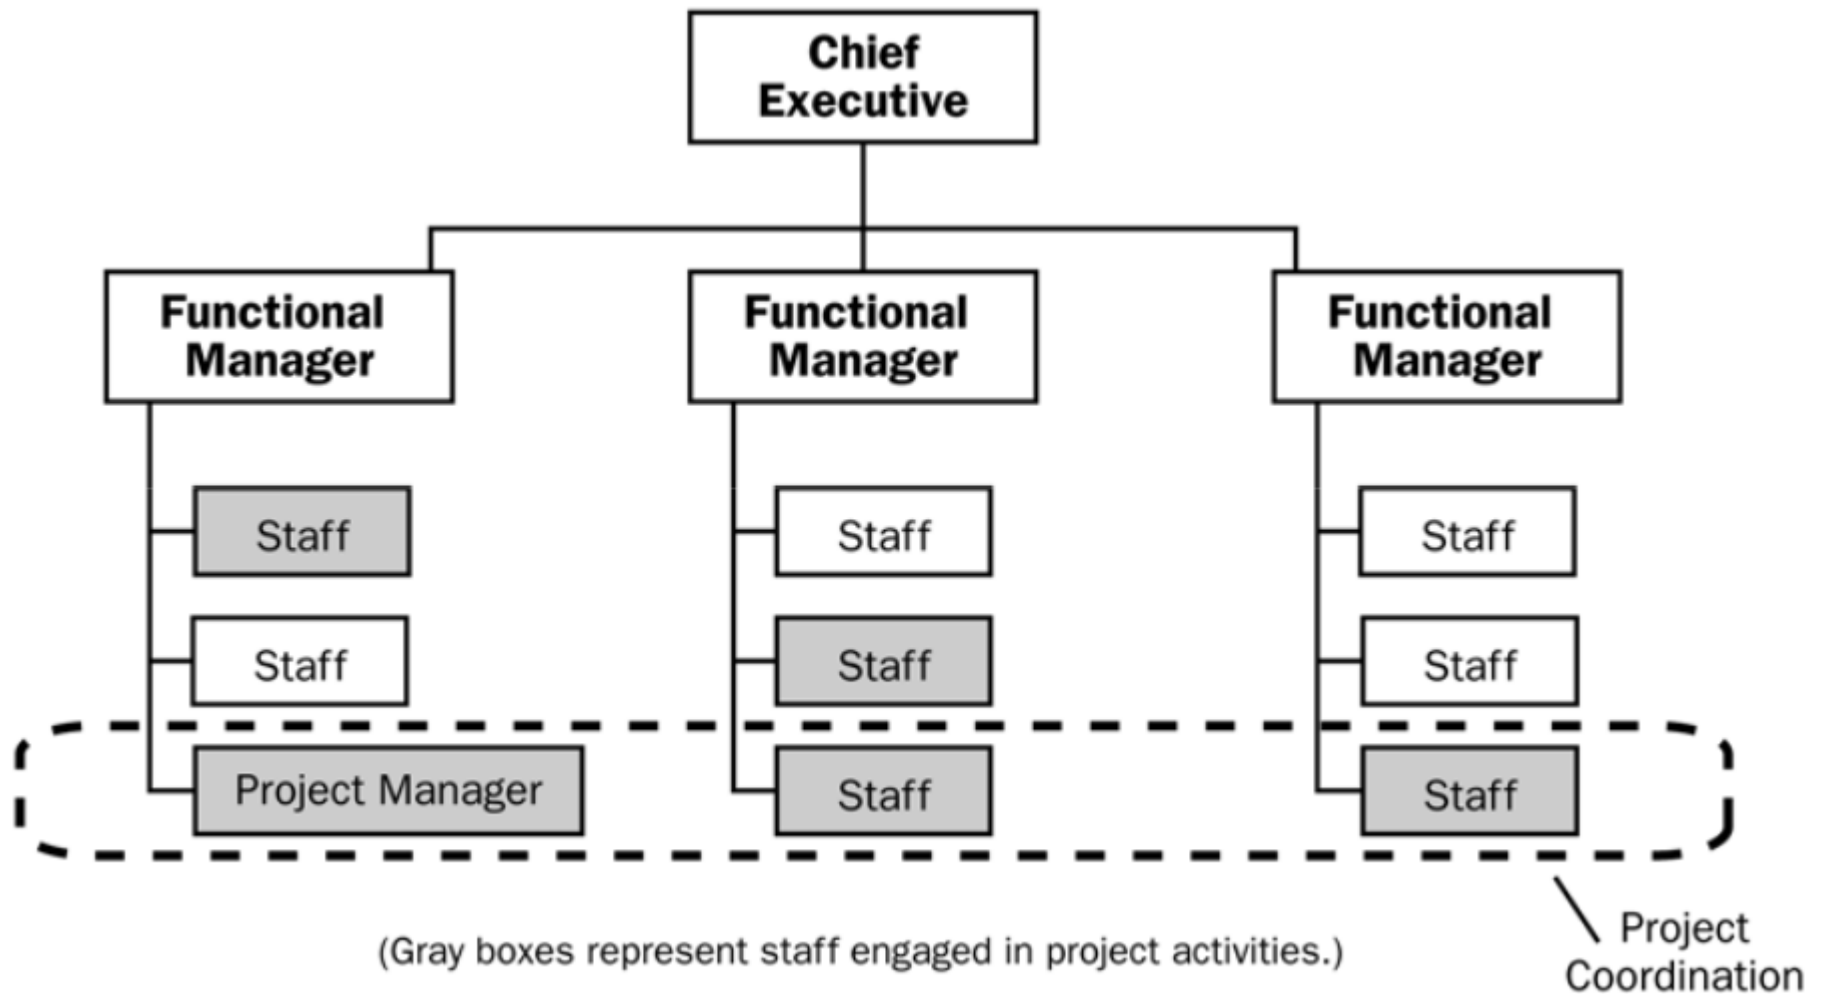 Chief
Executive
Functional
Manager
Functional
Manager
Functional
Manager
Staff
Staff
Staff
Staff
Staff
Staff
Project Manager
Staff
Staff
(Gray boxes represent staff engaged in project activities.)
Project
Coordination